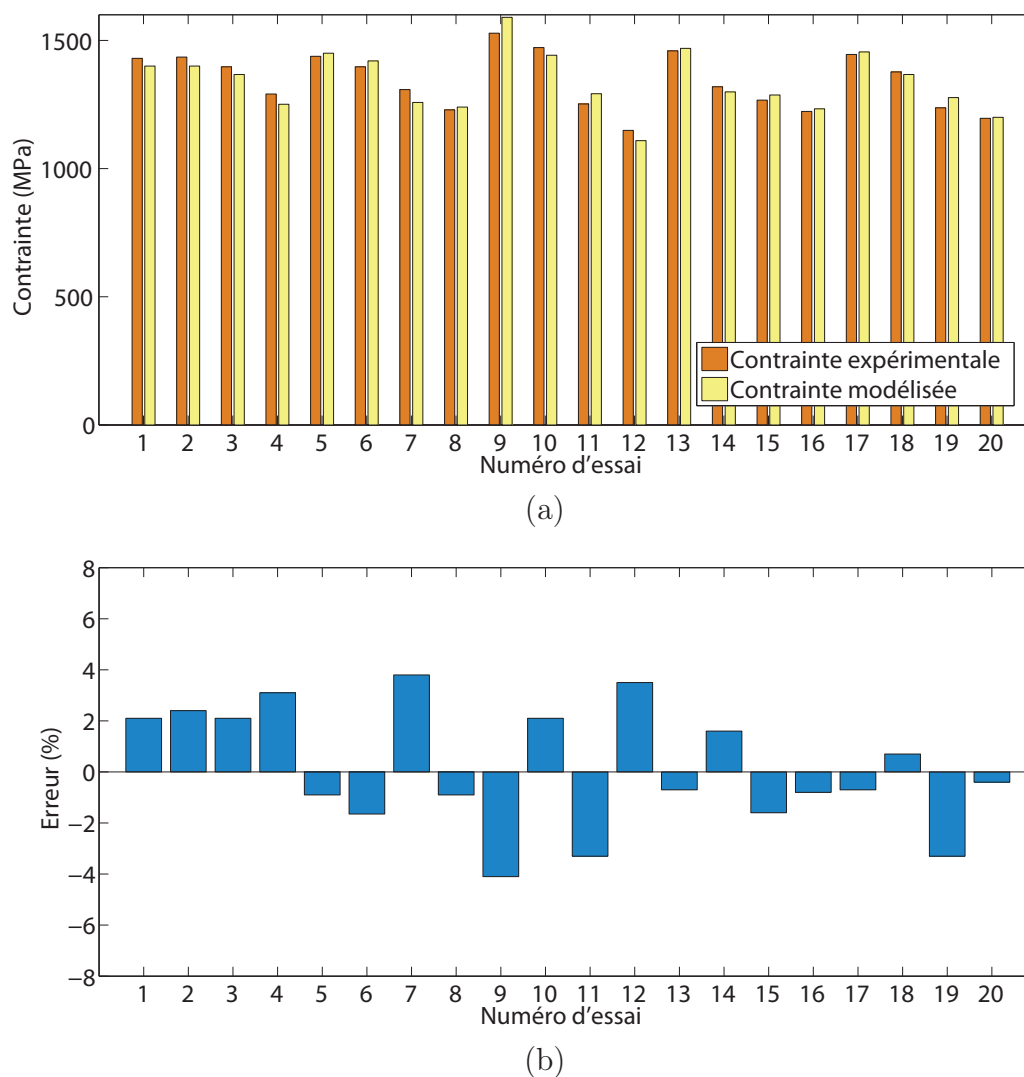 1500
1000
500
0
Contrainte (MPa)
Contrainte expérimentale
Contrainte modélisée
1 2 3 4 5 6 7 8 9 10 11 12 13 14 15 16 17 18 19 20
Numéro d'essai
(a)
8
6
4
2
0
−2
−4
−6
−8
Erreur (%)
1 2 3 4 5 6 7 8 9 10 11 12 13 14 15 16 17 18 19 20
Numéro d'essai
(b)